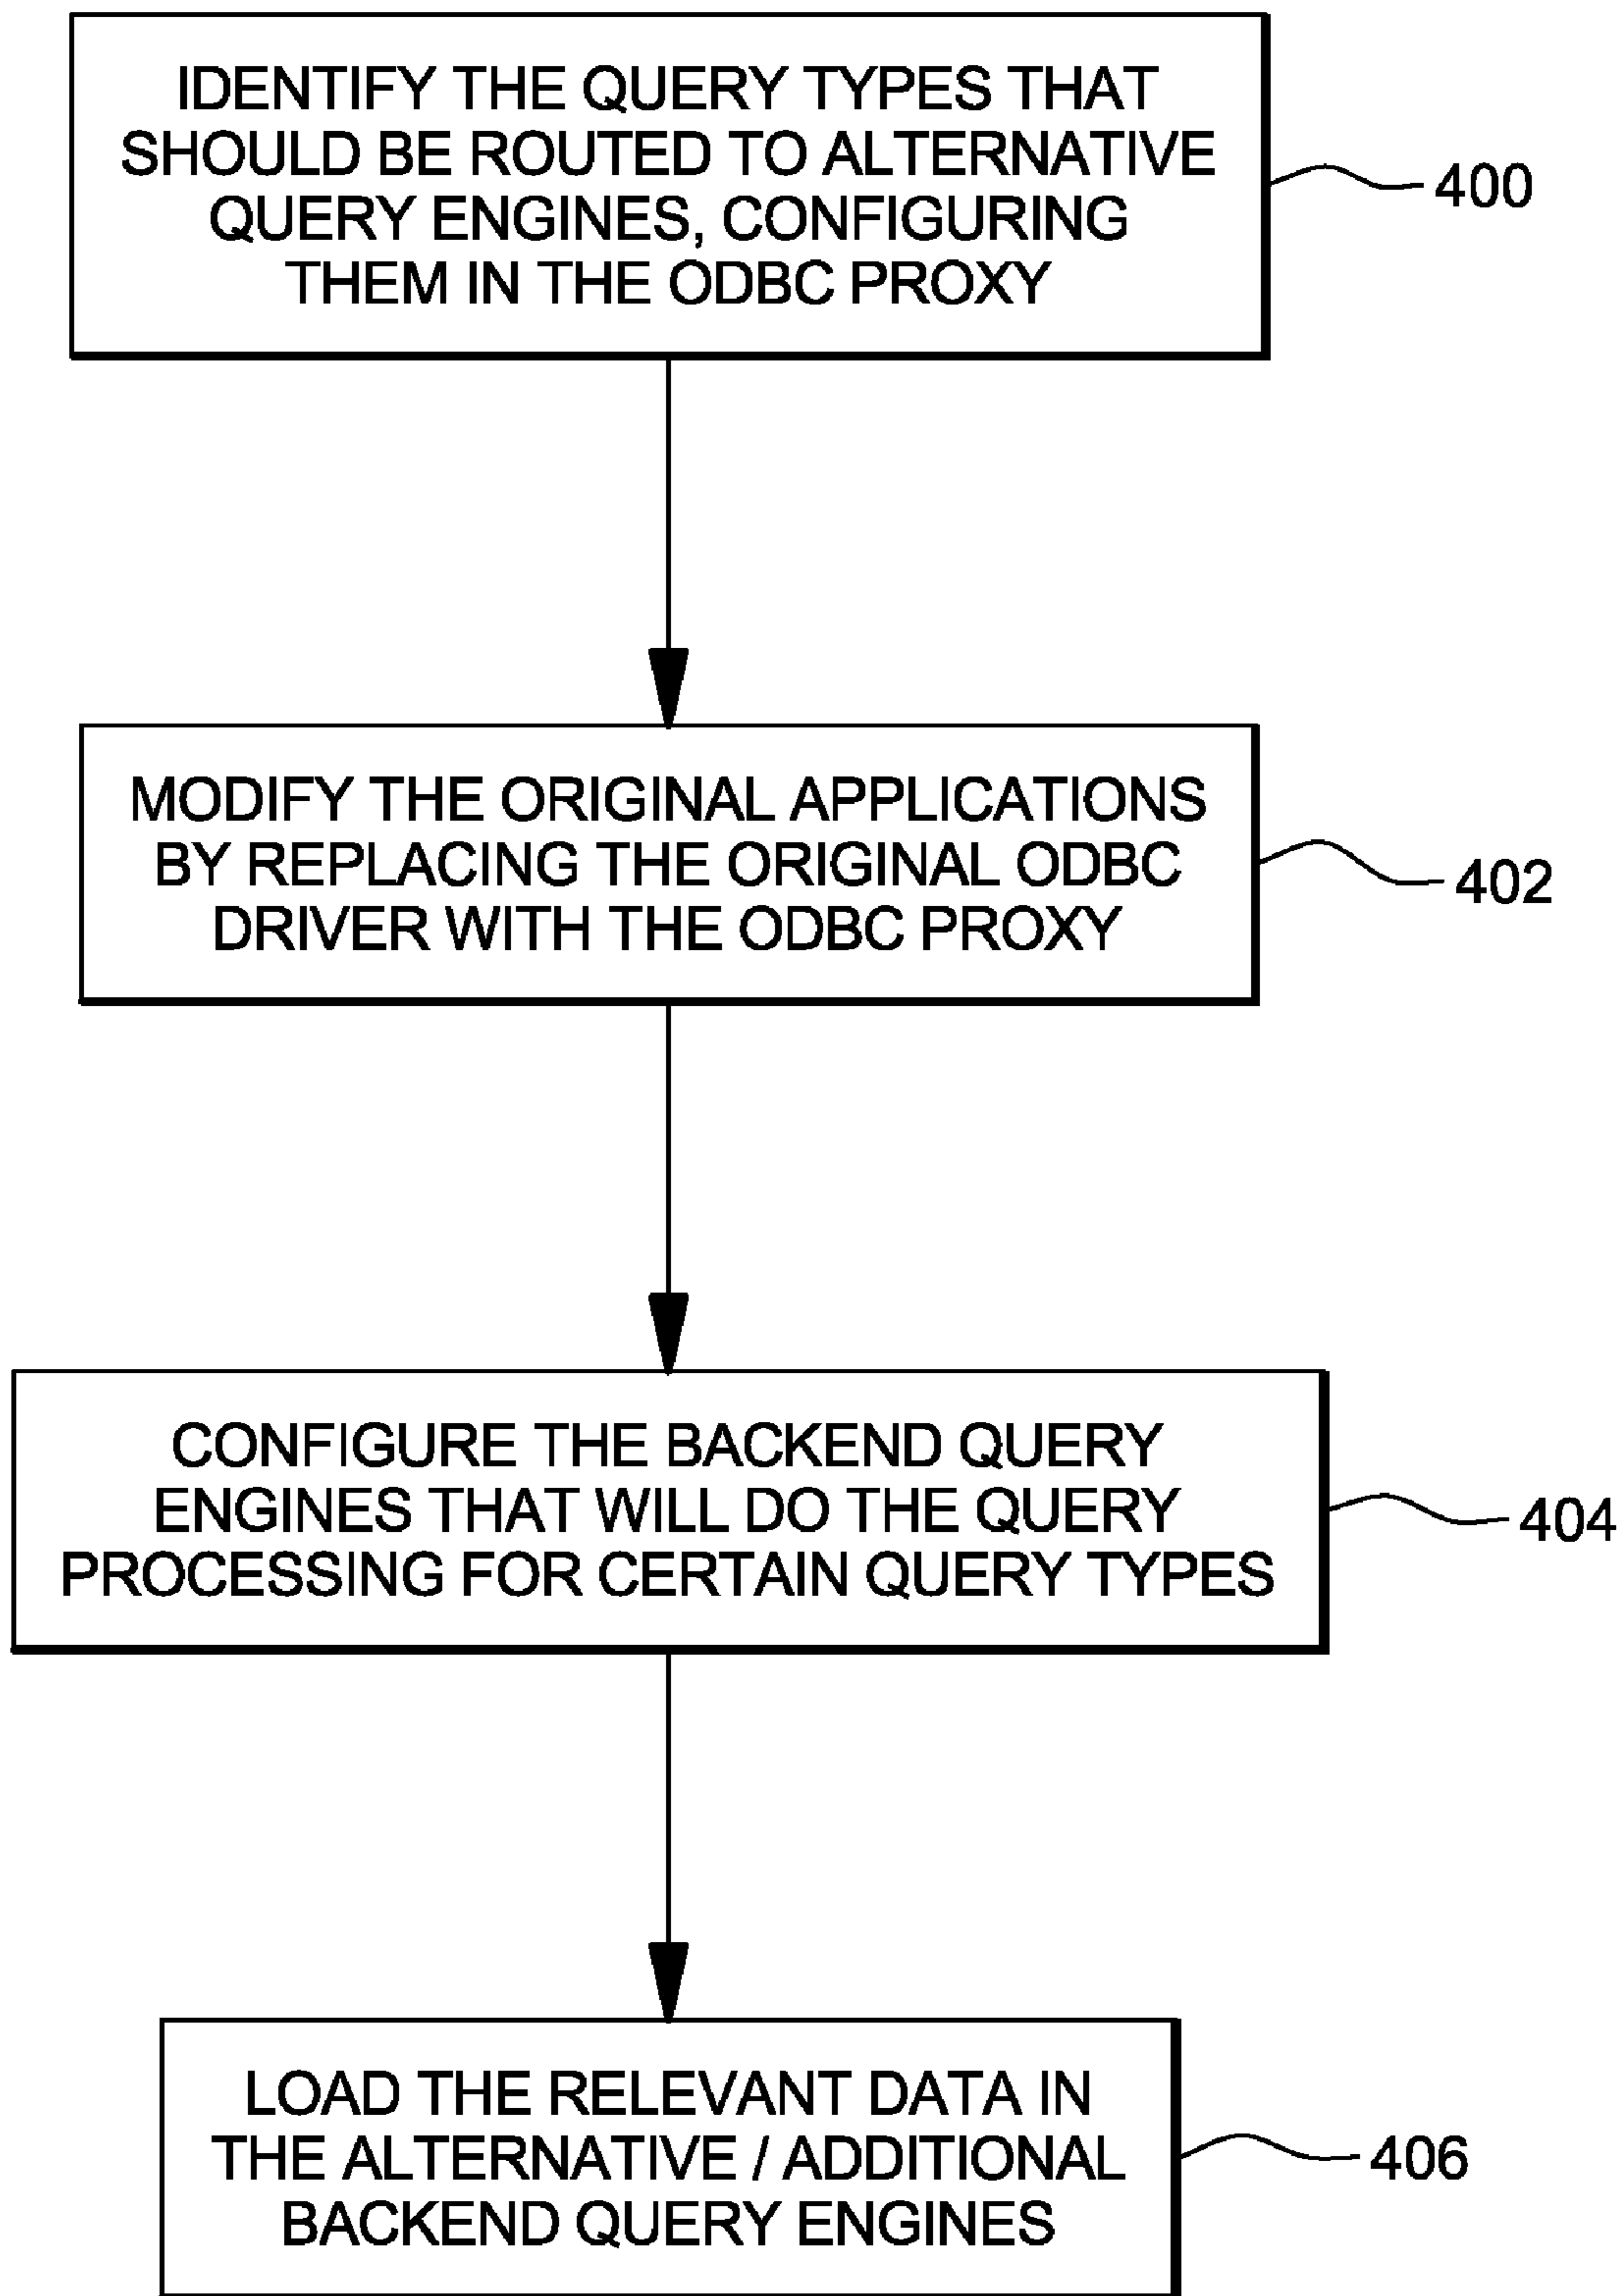 IDENTIFY THE QUERY TYPES THAT
SHOULD BE ROUTED TO ALTERNATIVE
QUERY ENGINES, CONFIGURING
THEM IN THE ODBC PROXY
400
MODIFY THE ORIGINAL APPLICATIONS
BY REPLACING THE ORIGINAL ODBC
DRIVER WITH THE ODBC PROXY
402
CONFIGURE THE BACKEND QUERY
ENGINES THAT WILL DO THE QUERY
PROCESSING FOR CERTAIN QUERY TYPES
404
LOAD THE RELEVANT DATA IN
THE ALTERNATIVE / ADDITIONAL
BACKEND QUERY ENGINES
406